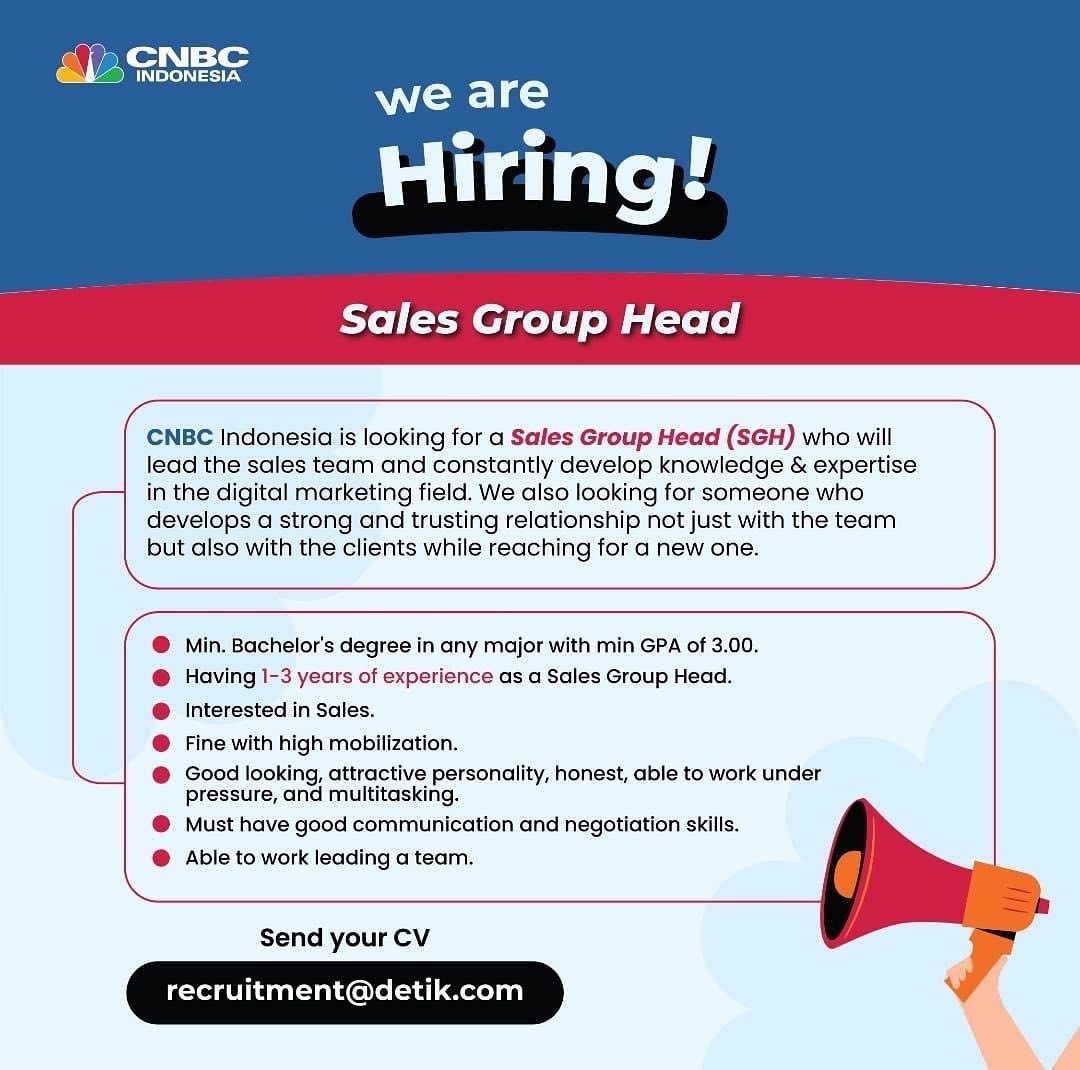 CNBC
INDONESIA
we are
Hiring!
Sales Group Head
CNBC Indonesia is looking for a Sales Group Head (SGH) who will
lead the sales team and constantly develop knowledge & expertise
in the digital marketing field. We also looking for someone who
develops a strong and trusting relationship not just with the team
but also with the clients while reaching for a new one.
Min. Bachelor's degree in any major with min GPA of 3.00.
Having 1-3 years of experience as a Sales Group Head.
Interested in Sales.
Fine with high mobilization.
Good looking, attractive personality, honest, able to work under
pressure, and multitasking.
Must have good communication and negotiation skills.
Able to work leading a team.
Send your CV
recruitment@detik.com